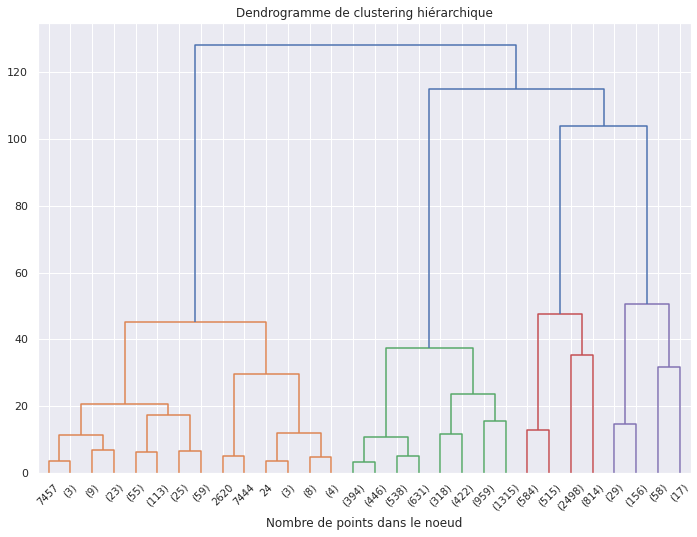 Dendrogramme de clustering hiérarchique
120
100
80
60
40
20
0
7457 (3) (9) (23) (55) (113) (25) (59) 2620 7444 24 (3) (8) (4) (394) (446) (538) (631) (318) (422) (959) (1315) (584) (515) (2498) (814) (29) (156) (58) (17)
Nombre de points dans le noeud